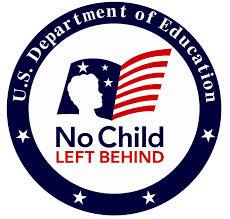 U.S. Department of Education
No Child
LEFT BEHIND